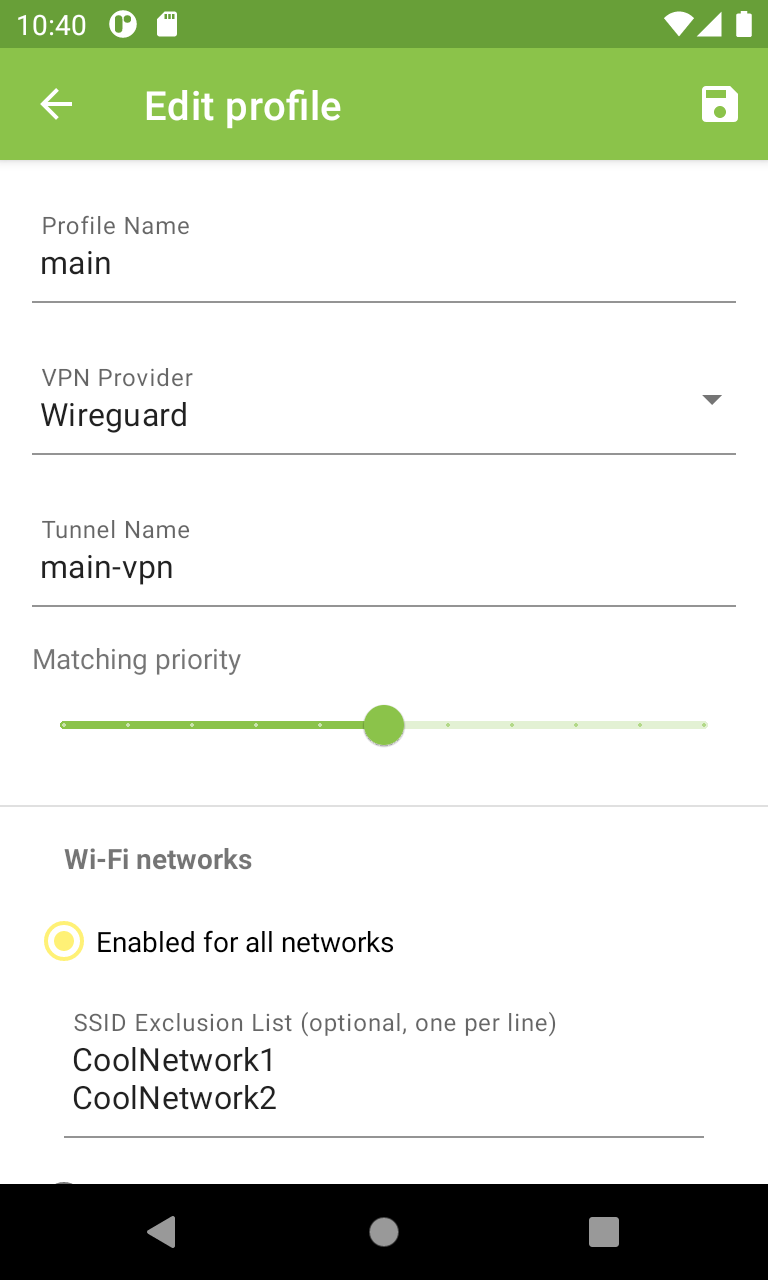 10:40
Edit profile
Profile Name
main
VPN Provider
Wireguard
Tunnel Name
main-vpn
Matching priority
Wi-Fi networks
Enabled for all networks
SSID Exclusion List (optional, one per line)
CoolNetwork1
CoolNetwork2